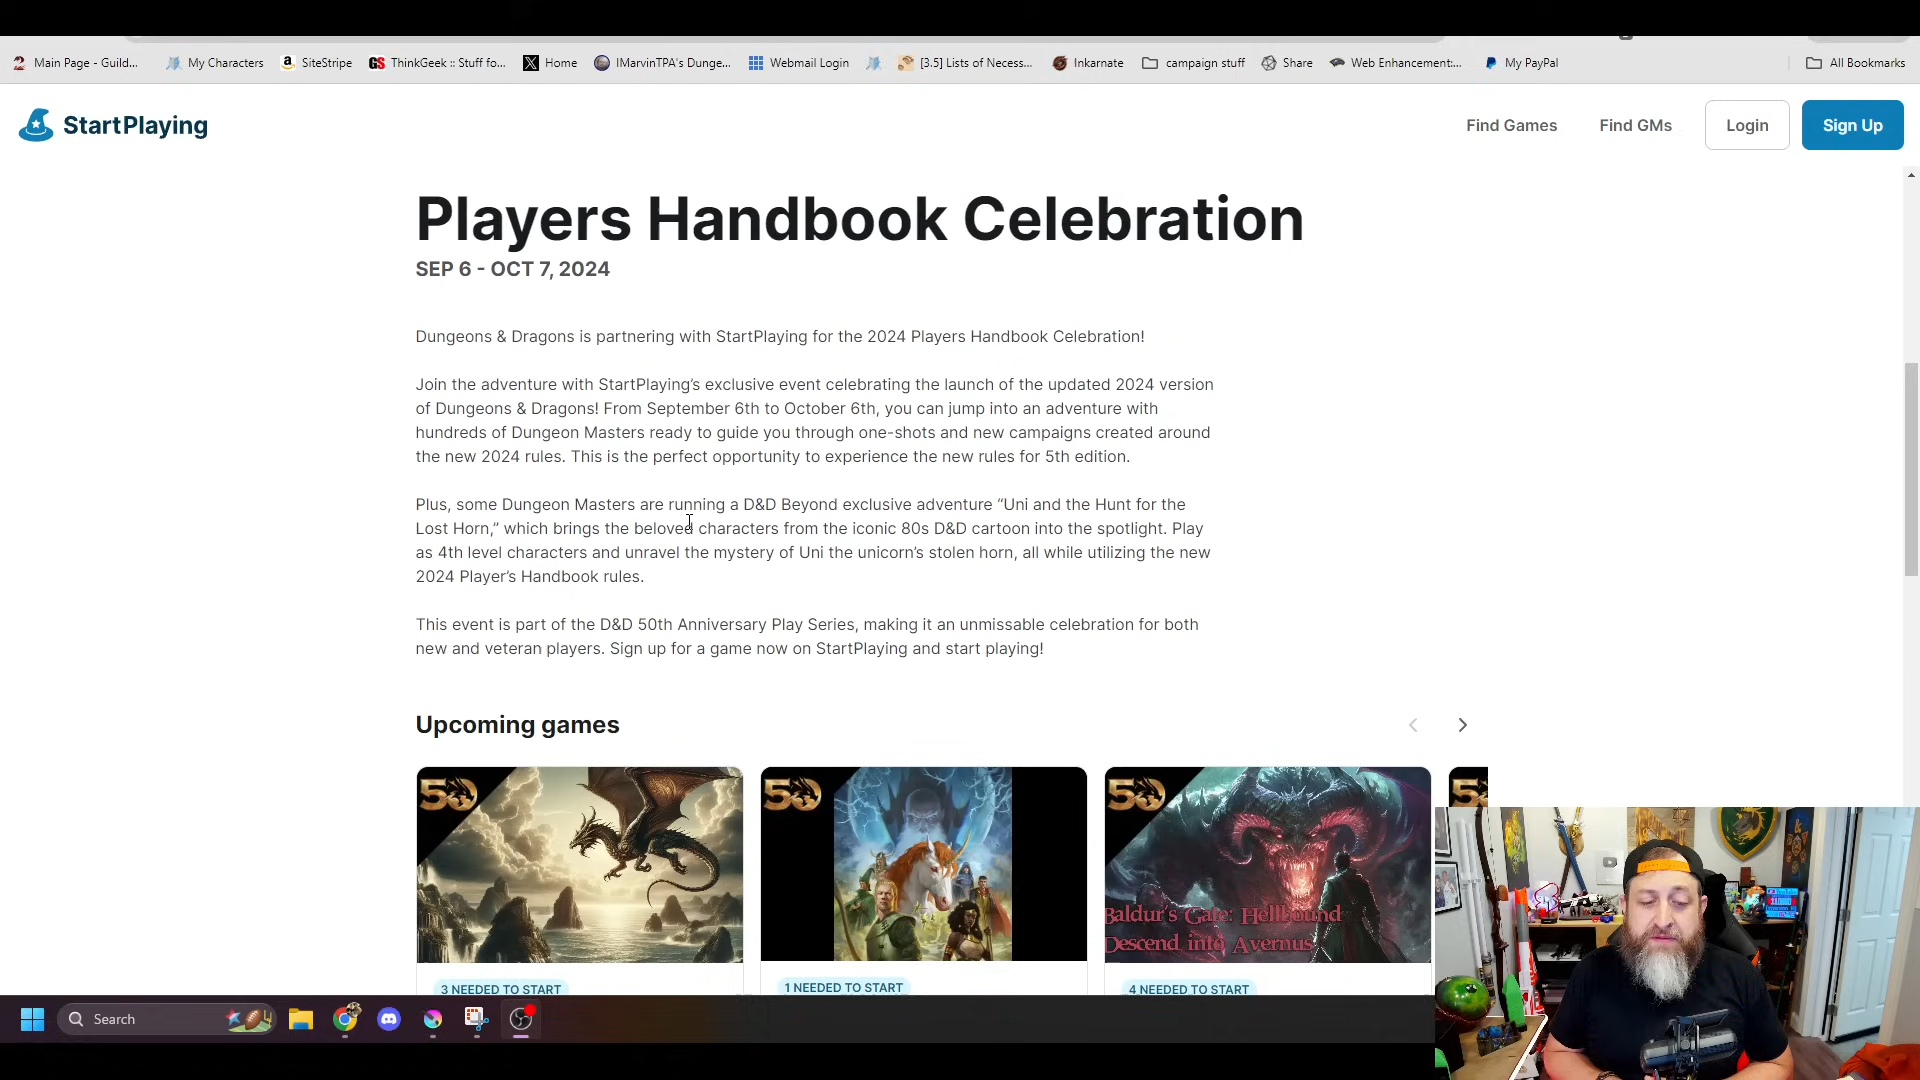 Main Page - Guild... My Characters SiteStripe ThinkGeek :: Stuff fo... Home IMarvinTPA's Dunge... Webmail Login [3.5] Lists of Necess... Inkarnate campaign stuff Share Web Enhancement:... My PayPal All Bookmarks
StartPlaying Find Games Find GMs Login Sign Up
Players Handbook Celebration
SEP 6 - OCT 7, 2024
Dungeons & Dragons is partnering with StartPlaying for the 2024 Players Handbook Celebration!
Join the adventure with StartPlaying's exclusive event celebrating the launch of the updated 2024 version
of Dungeons & Dragons! From September 6th to October 6th, you can jump into an adventure with
hundreds of Dungeon Masters ready to guide you through one-shots and new campaigns created around
the new 2024 rules. This is the perfect opportunity to experience the new rules for 5th edition.
Plus, some Dungeon Masters are running a D&D Beyond exclusive adventure “Uni and the Hunt for the
Lost Horn,” which brings the beloved characters from the iconic 80s D&D cartoon into the spotlight. Play
as 4th level characters and unravel the mystery of Uni the unicorn's stolen horn, all while utilizing the new
2024 Player's Handbook rules.
This event is part of the D&D 50th Anniversary Play Series, making it an unmissable celebration for both
new and veteran players. Sign up for a game now on StartPlaying and start playing!
Upcoming games
50 50 50 5
Baldur's Gate: Hellbound
Descend into Avernus
3 NEEDED TO START 1 NEEDED TO START 4 NEEDED TO START
Search